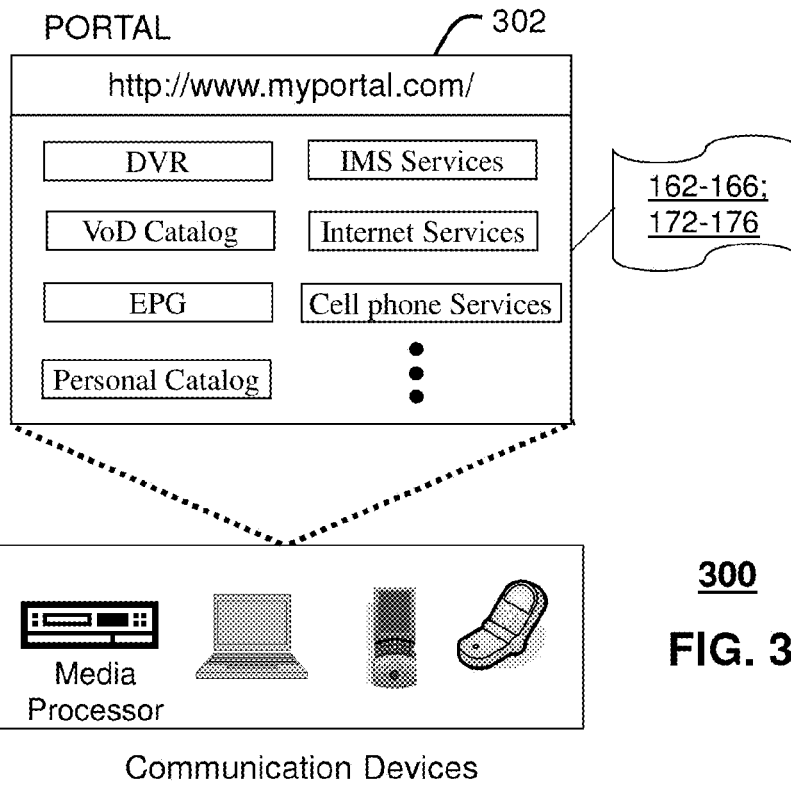 PORTAL
302
http://www.myportal.com/
DVR
IMS Services
VoD Catalog
Internet Services
EPG
Cell phone Services
Personal Catalog
162-166;
172-176
Media
Processor
300
FIG. 3
Communication Devices